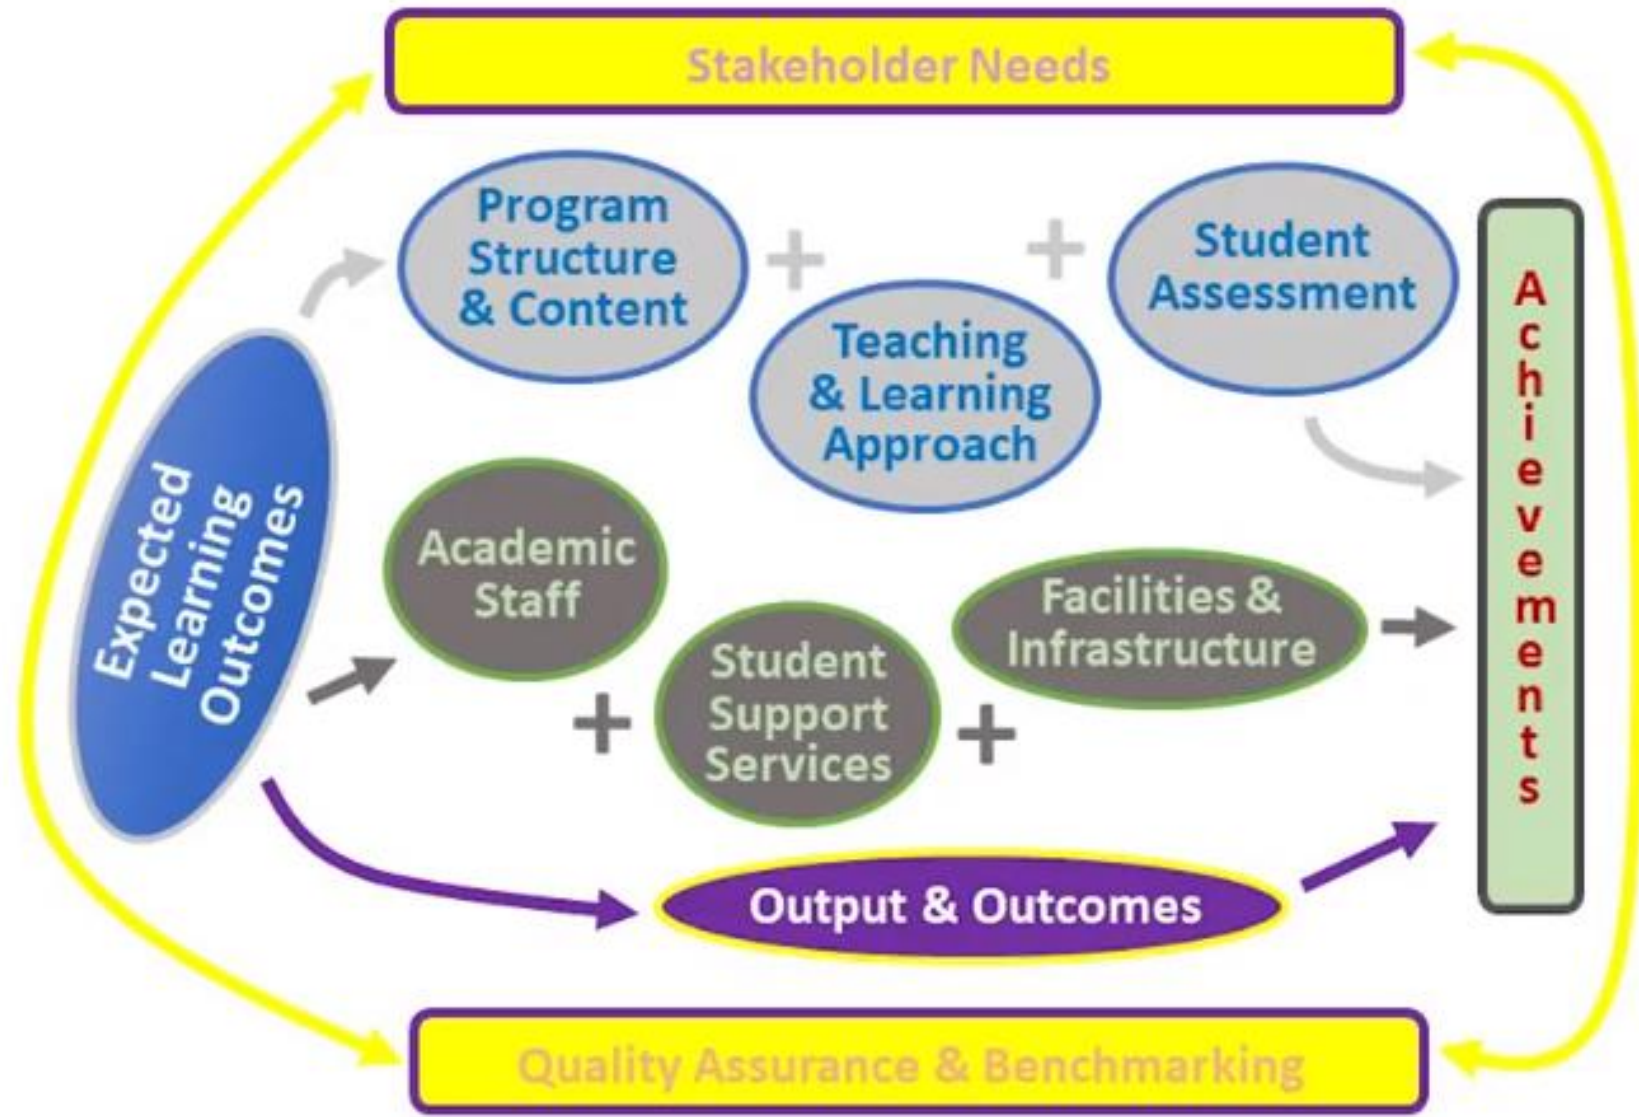 Stakeholder Needs
Program
Structure
& Content
+
+
Student
Assessment
Teaching
& Learning
Approach
Expected
Learning
Outcomes
Academic
Staff
+
Student
Support
Services
+
Facilities &
Infrastructure
Achievements
Output & Outcomes
Quality Assurance & Benchmarking